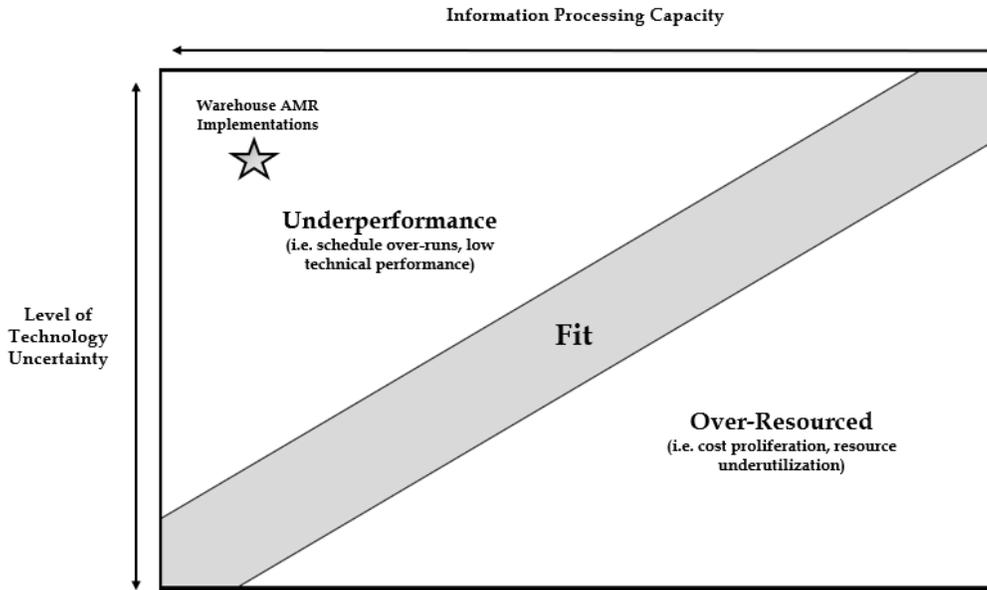 Information Processing Capacity
Warehouse AMR
Implementations
Underperformance
(i.e. schedule over-runs, low
technical performance)
Level of
Technology
Uncertainty
Fit
Over-Resourced
(i.e. cost proliferation, resource
underutilization)